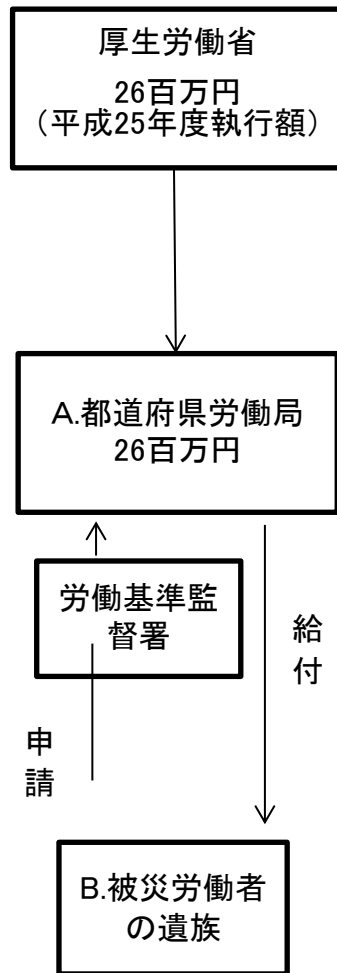 厚生労働省
26百万円
（平成25年度執行額）
A.都道府県労働局
26百万円
労働基準監
督署
給
付
申
請
B.被災労働者
の遺族